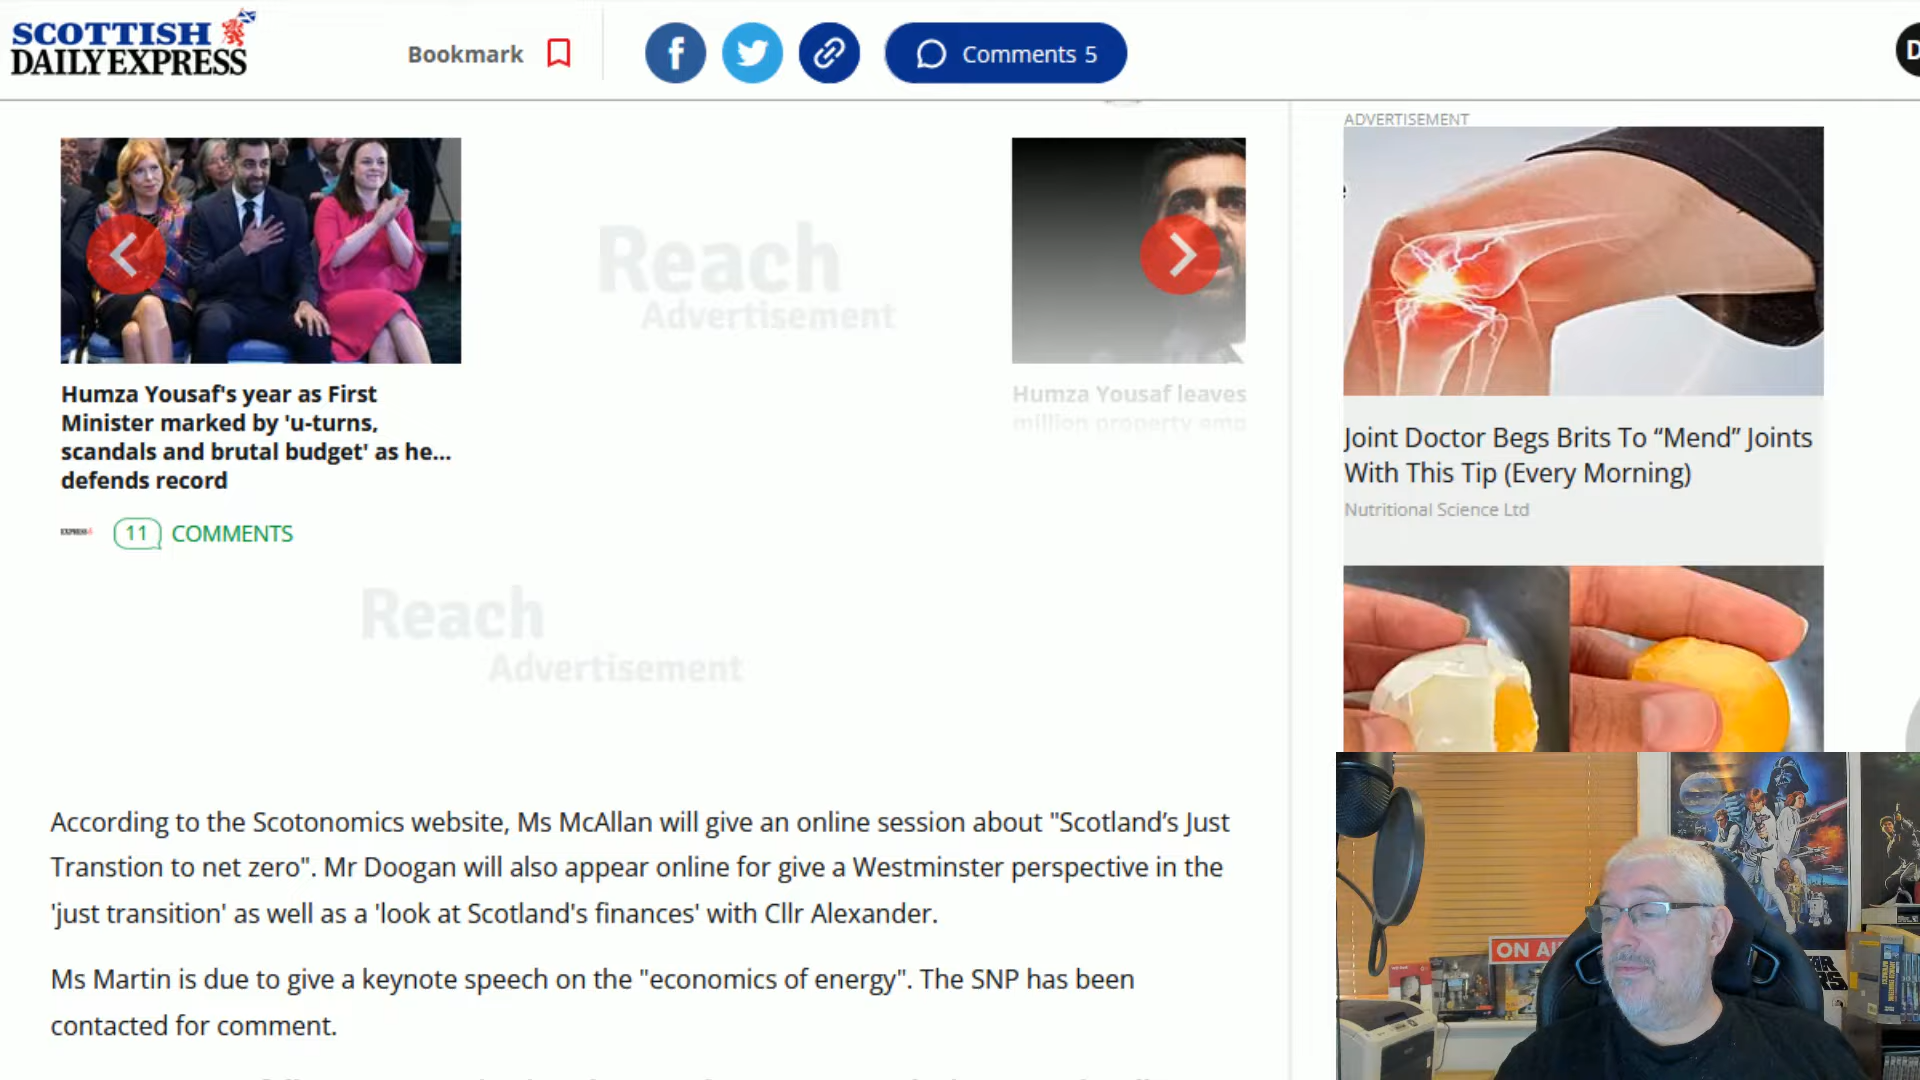 SCOTTISH
DAILY EXPRESS
Bookmark
Comments 5
D
ADVERTISEMENT
Reach
Advertisement
Humza Yousaf's year as First
Minister marked by 'u-turns,
scandals and brutal budget' as he...
defends record
Humza Yousaf leaves
million property emp
EXPRESS
11 COMMENTS
Joint Doctor Begs Brits To “Mend” Joints
With This Tip (Every Morning)
Nutritional Science Ltd
Reach
Advertisement
According to the Scotonomics website, Ms McAllan will give an online session about "Scotland’s Just
Transtion to net zero". Mr Doogan will also appear online for give a Westminster perspective in the
'just transition' as well as a 'look at Scotland's finances' with Cllr Alexander.
Ms Martin is due to give a keynote speech on the "economics of energy". The SNP has been
contacted for comment.
ON AI